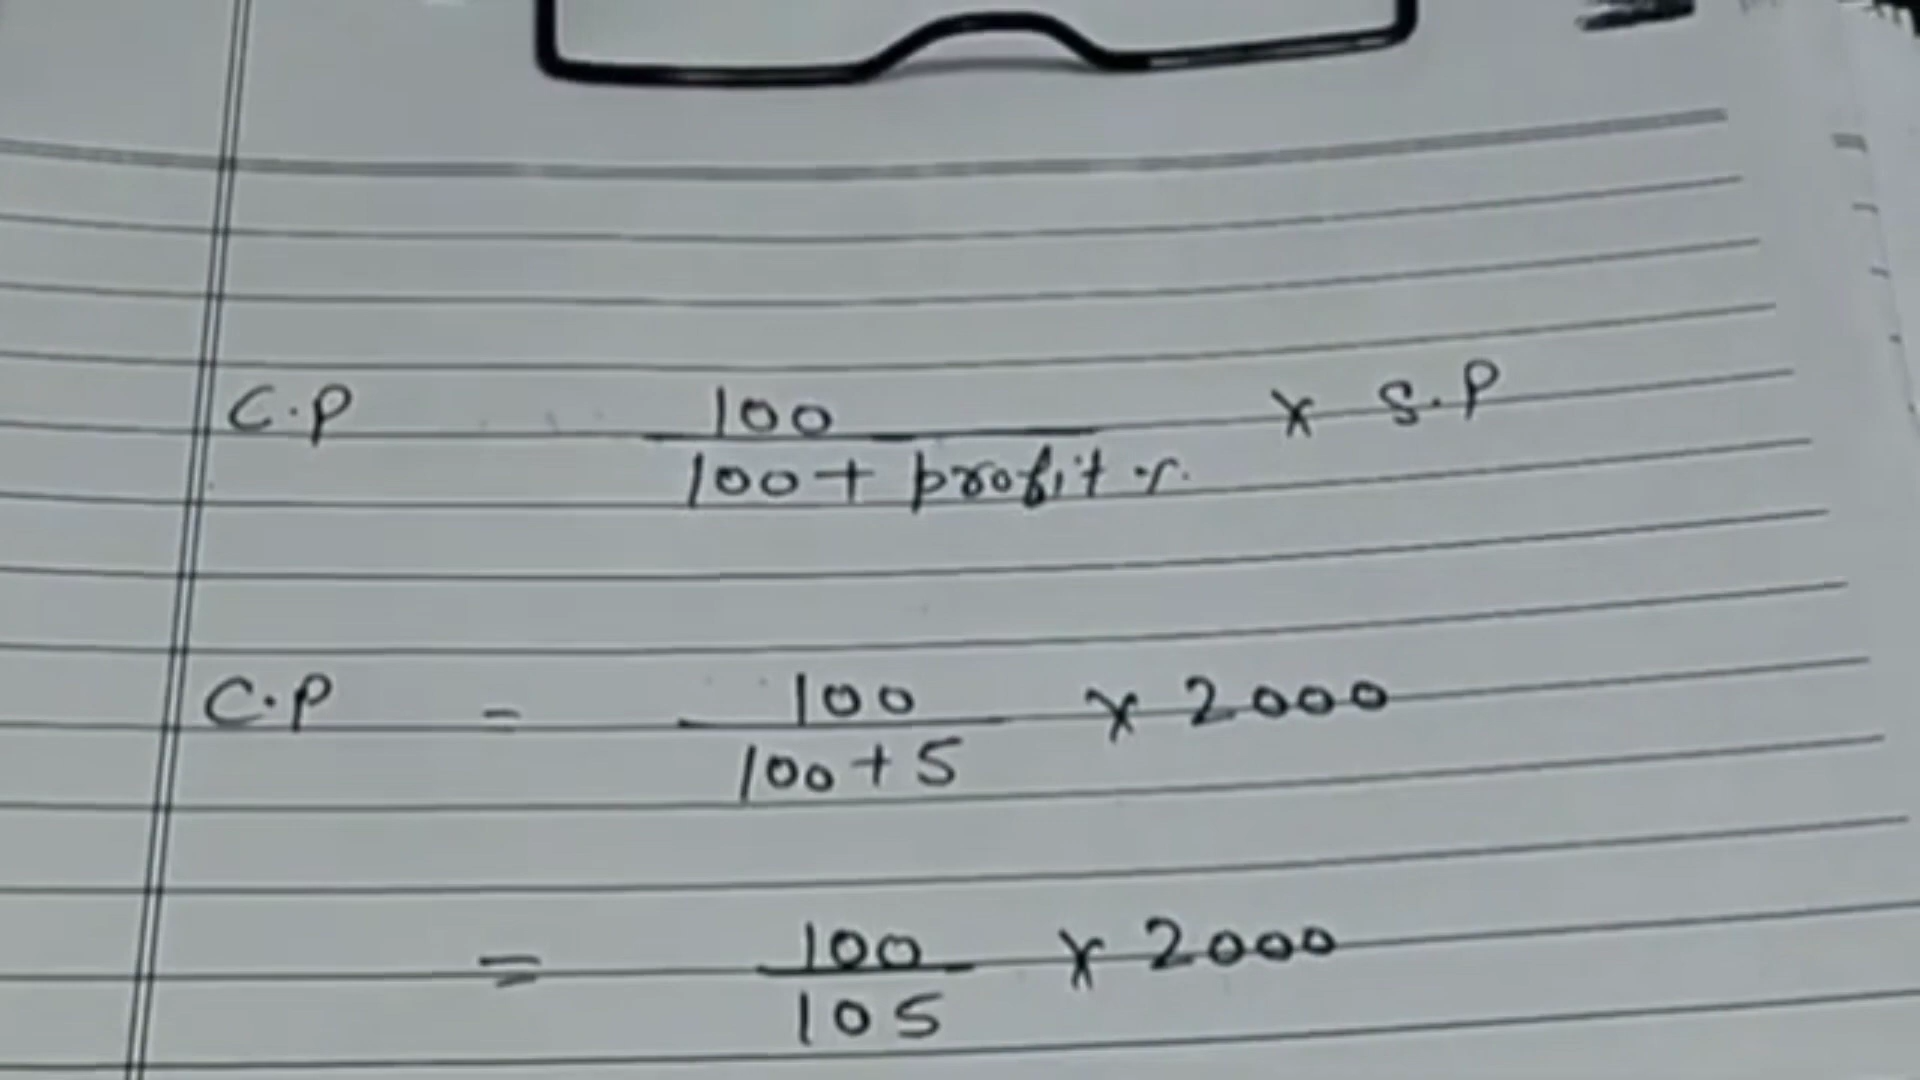 C.P 100 / 100 + profit % × S.P
C.P - 100 / 100 + 5 × 2000
= 100 / 105 × 2000